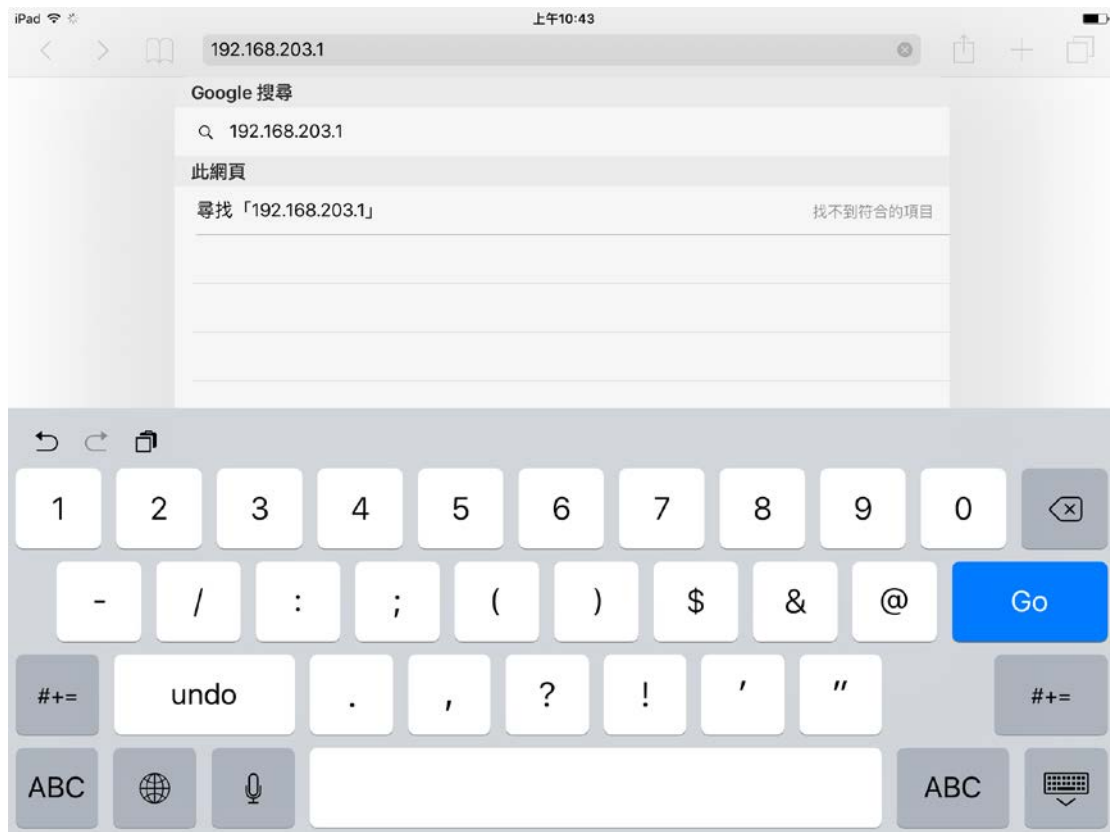 iPad 上午10:43
192.168.203.1
Google 搜尋
192.168.203.1
此網頁
尋找「192.168.203.1」 找不到符合的項目
1 2 3 4 5 6 7 8 9 0
- / : ; ( ) $ & @ Go
#+= undo . , ? ! ' " #+=
ABC ABC